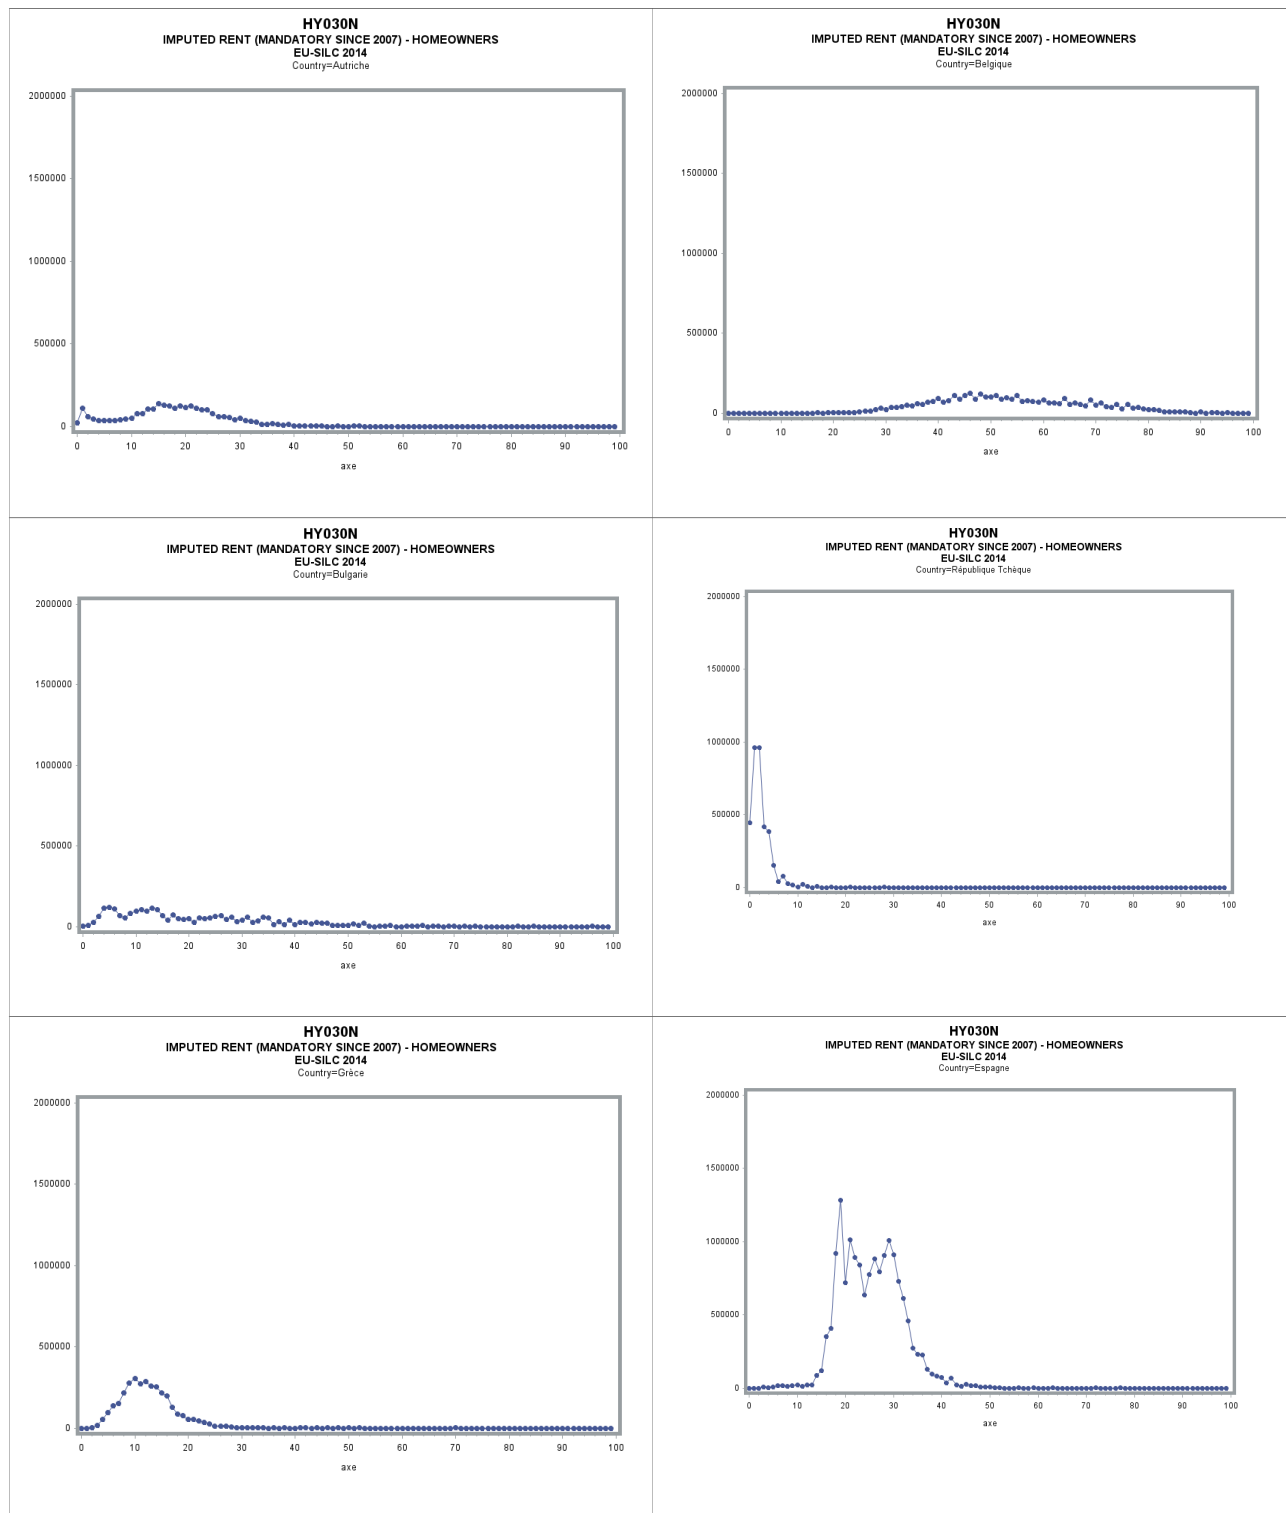 HY030N
IMPUTED RENT (MANDATORY SINCE 2007) - HOMEOWNERS
EU-SILC 2014
Country=Autriche
2000000
1500000
1000000
500000
0
0 10 20 30 40 50 60 70 80 90 100
axe
HY030N
IMPUTED RENT (MANDATORY SINCE 2007) - HOMEOWNERS
EU-SILC 2014
Country=Belgique
2000000
1500000
1000000
500000
0
0 10 20 30 40 50 60 70 80 90 100
axe
HY030N
IMPUTED RENT (MANDATORY SINCE 2007) - HOMEOWNERS
EU-SILC 2014
Country=Bulgarie
2000000
1500000
1000000
500000
0
0 10 20 30 40 50 60 70 80 90 100
axe
HY030N
IMPUTED RENT (MANDATORY SINCE 2007) - HOMEOWNERS
EU-SILC 2014
Country=République Tchèque
2000000
1500000
1000000
500000
0
0 10 20 30 40 50 60 70 80 90 100
axe
HY030N
IMPUTED RENT (MANDATORY SINCE 2007) - HOMEOWNERS
EU-SILC 2014
Country=Grèce
2000000
1500000
1000000
500000
0
0 10 20 30 40 50 60 70 80 90 100
axe
HY030N
IMPUTED RENT (MANDATORY SINCE 2007) - HOMEOWNERS
EU-SILC 2014
Country=Espagne
2000000
1500000
1000000
500000
0
0 10 20 30 40 50 60 70 80 90 100
axe